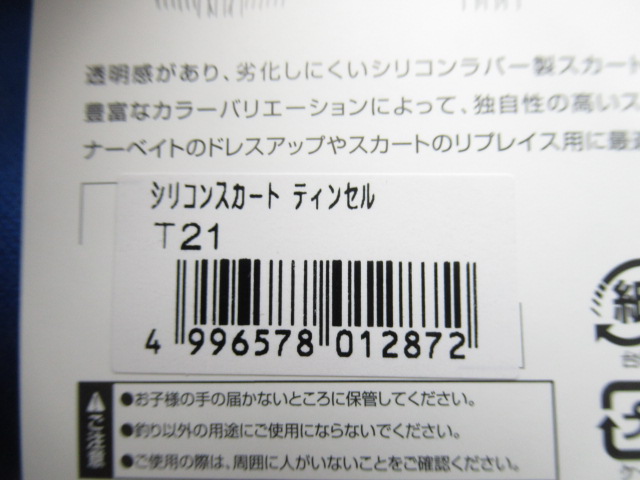 透明感があり、劣化しにくいシリコンラバー製スカート
豊富なカラーバリエーションによって、独自性の高いス
ナーベイトのドレスアップやスカートのリプレイス用に最
シリコンスカート ティンセル
T21
4 996578 012872
ご注意
●お子様の手の届かないところに保管してください。
●釣り以外の用途にご使用にならないでください。
●ご使用の際は、周囲に人がいないことをご確認ください。
紙